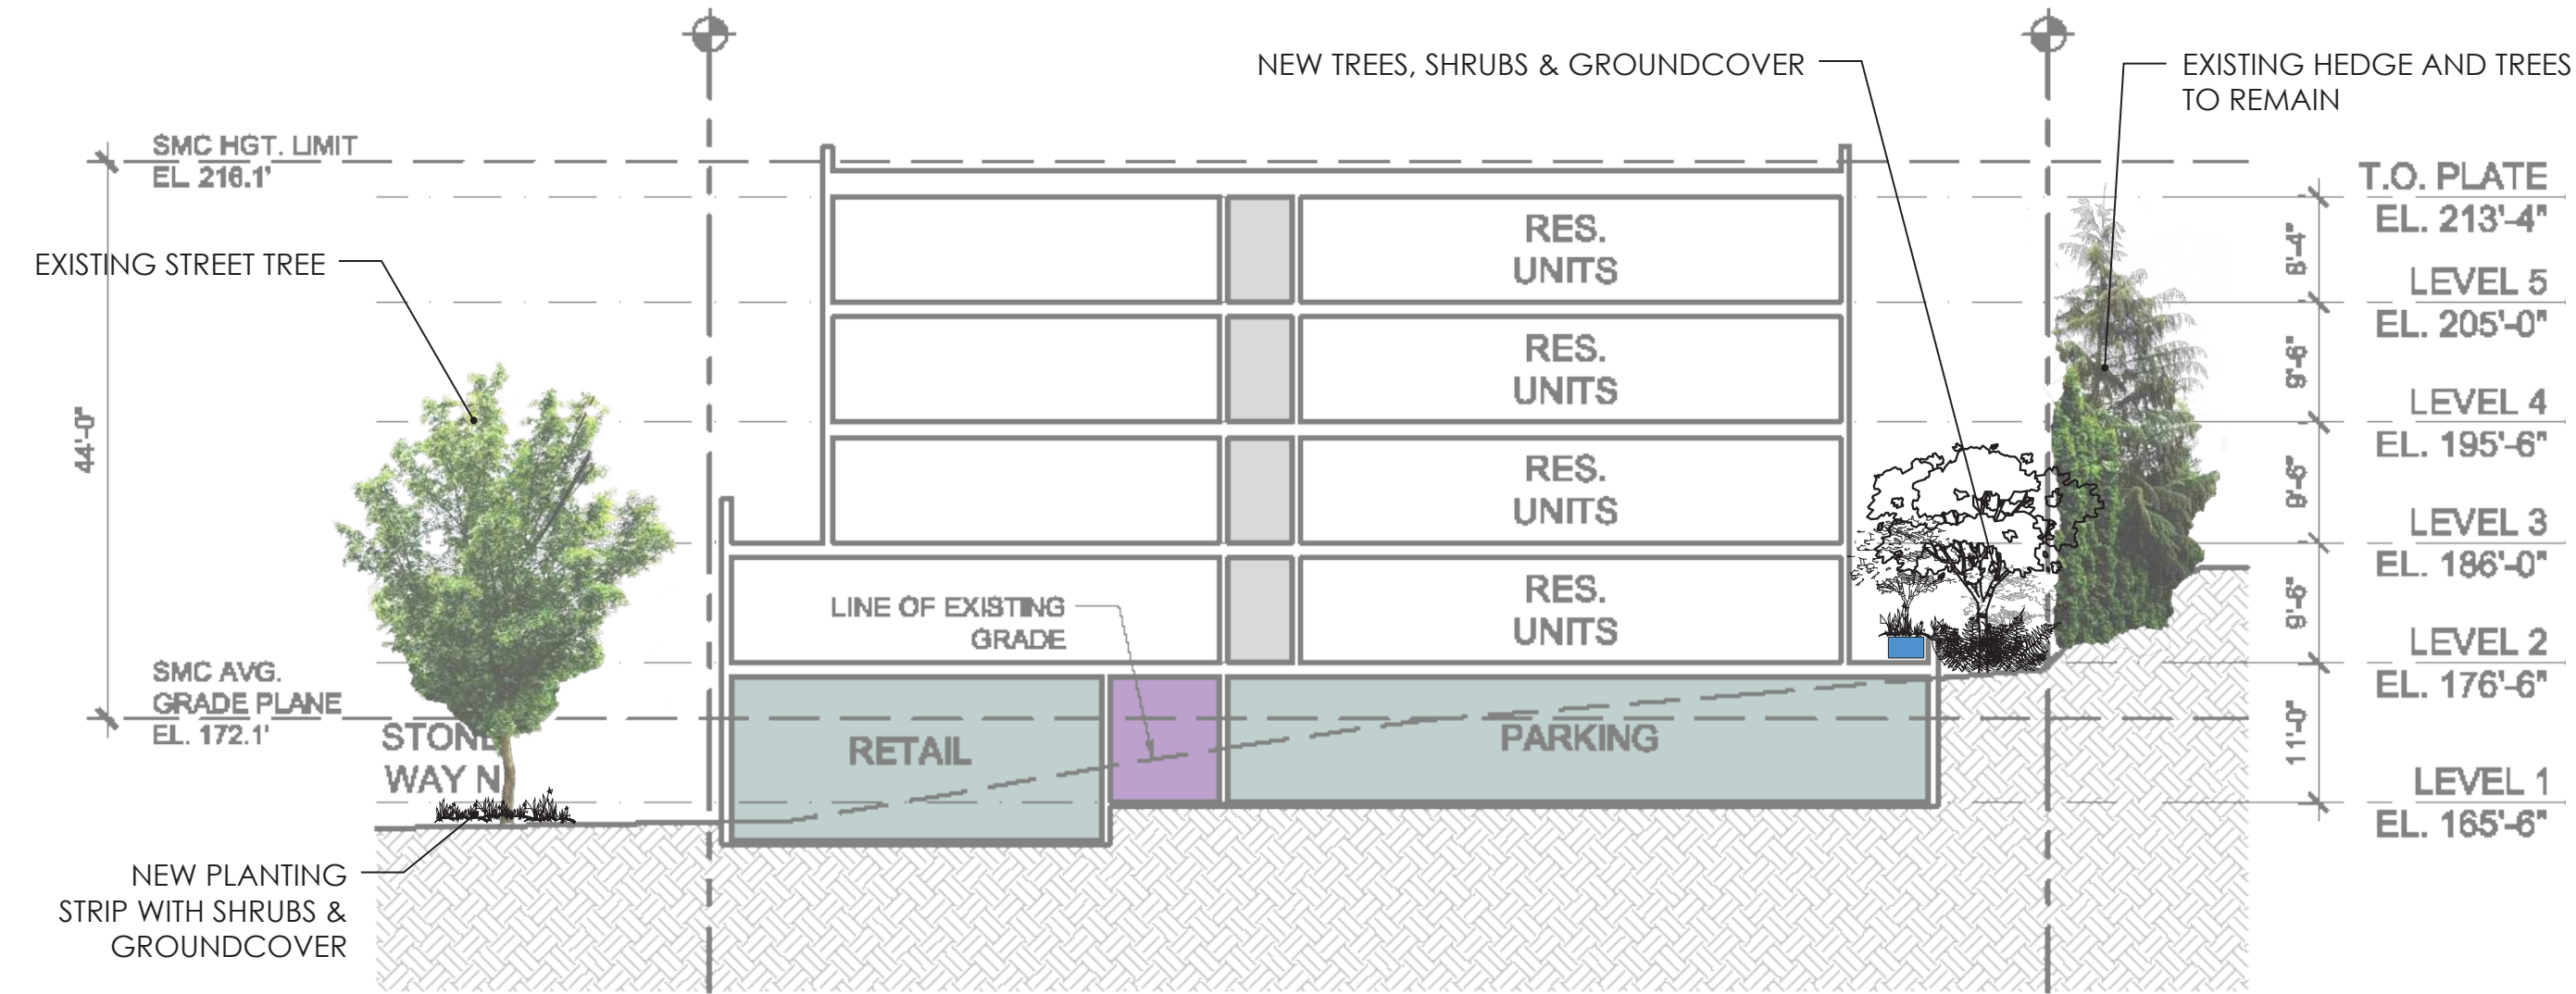 NEW TREES, SHRUBS & GROUNDCOVER
EXISTING HEDGE AND TREES
TO REMAIN
SMC HGT. LIMIT
EL 216.1'
EXISTING STREET TREE
44'-0"
SMC AVG.
GRADE PLANE
EL. 172.1'
STONE
WAY N
NEW PLANTING
STRIP WITH SHRUBS &
GROUNDCOVER
RES.
UNITS
RES.
UNITS
RES.
UNITS
RES.
UNITS
LINE OF EXISTING
GRADE
RETAIL
PARKING
T.O. PLATE
EL. 213'-4"
8'-4"
LEVEL 5
EL. 205'-0"
9'-6"
LEVEL 4
EL. 195'-6"
9'-6"
LEVEL 3
EL. 186'-0"
9'-6"
LEVEL 2
EL. 176'-6"
11'-0"
LEVEL 1
EL. 165'-6"